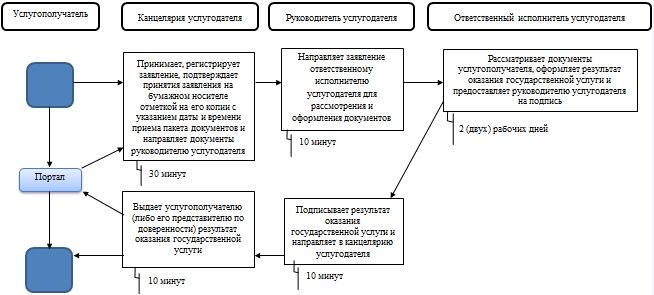 Услугополучатель
Канцелярия услугодателя
Руководитель услугодателя
Ответственный исполнитель услугодателя
Принимает, регистрирует
заявление, подтверждает
принятия заявления на
бумажном носителе
отметкой на его копии с
указанием даты и времени
приема пакета документов и
направляет документы
руководителю услугодателя
30 минут
Направляет заявление
ответственному
исполнителю
услугодателя для
рассмотрения и
оформления документов
10 минут
Рассматривает документы
услугополучателя, оформляет результат
оказания государственной услуги и
предоставляет руководителю услугодателя
на подпись
2 (двух) рабочих дней
Портал
Выдает услугополучателю
(либо его представителю по
доверенности) результат
оказания государственной
услуги
10 минут
Подписывает результат
оказания
государственной услуги и
направляет в канцелярию
услугодателя
10 минут